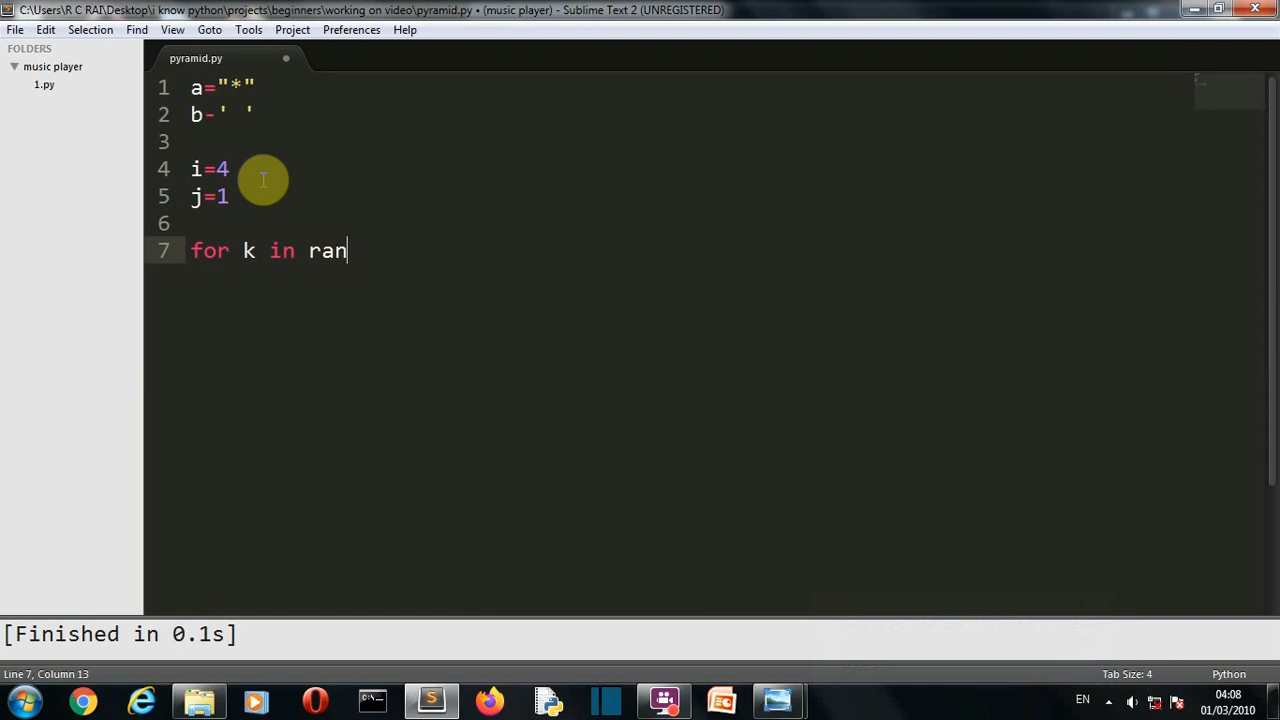 C:\Users\R C RAI\Desktop\i know python\projects\beginners\working on video\pyramid.py • (music player) - Sublime Text 2 (UNREGISTERED)
File Edit Selection View Goto Tools Project Preferences Help
FOLDERS
music player
1.py
pyramid.py
1 a="*"
2 b-' '
3
4 i=4
5 j=1
6
7 for k in ran
[Finished in 0.1s]
Line 7, Column 13
Tab Size: 4 Python
EN
04:08
01/03/2010